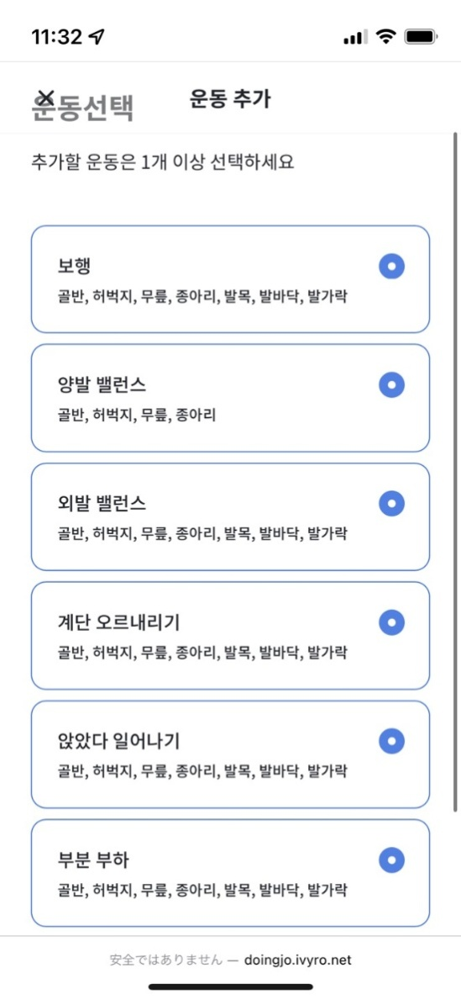 11:32
운동 추가
운동선택
추가할 운동은 1개 이상 선택하세요
보행
골반, 허벅지, 무릎, 종아리, 발목, 발바닥, 발가락
양발 밸런스
골반, 허벅지, 무릎, 종아리
외발 밸런스
골반, 허벅지, 무릎, 종아리, 발목, 발바닥, 발가락
계단 오르내리기
골반, 허벅지, 무릎, 종아리, 발목, 발바닥, 발가락
앉았다 일어나기
골반, 허벅지, 무릎, 종아리, 발목, 발바닥, 발가락
부분 부하
골반, 허벅지, 무릎, 종아리, 발목, 발바닥, 발가락
安全ではありません — doingjo.ivyro.net